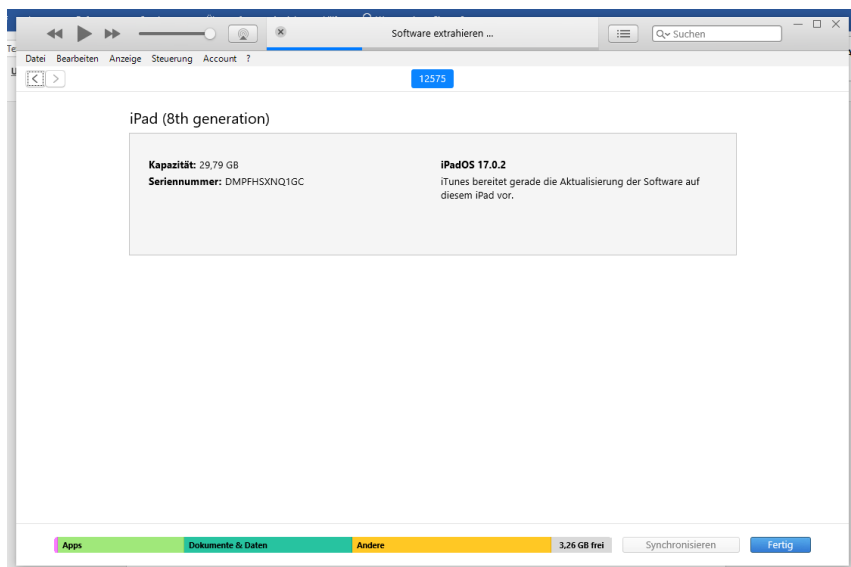 Software extrahieren ...
Suchen
Datei Bearbeiten Anzeige Steuerung Account ?
12575
iPad (8th generation)
Kapazität: 29,79 GB
Seriennummer: DMPFHSXNQ1GC
iPadOS 17.0.2
iTunes bereitet gerade die Aktualisierung der Software auf
diesem iPad vor.
Apps
Dokumente & Daten
Andere
3,26 GB frei
Synchronisieren
Fertig